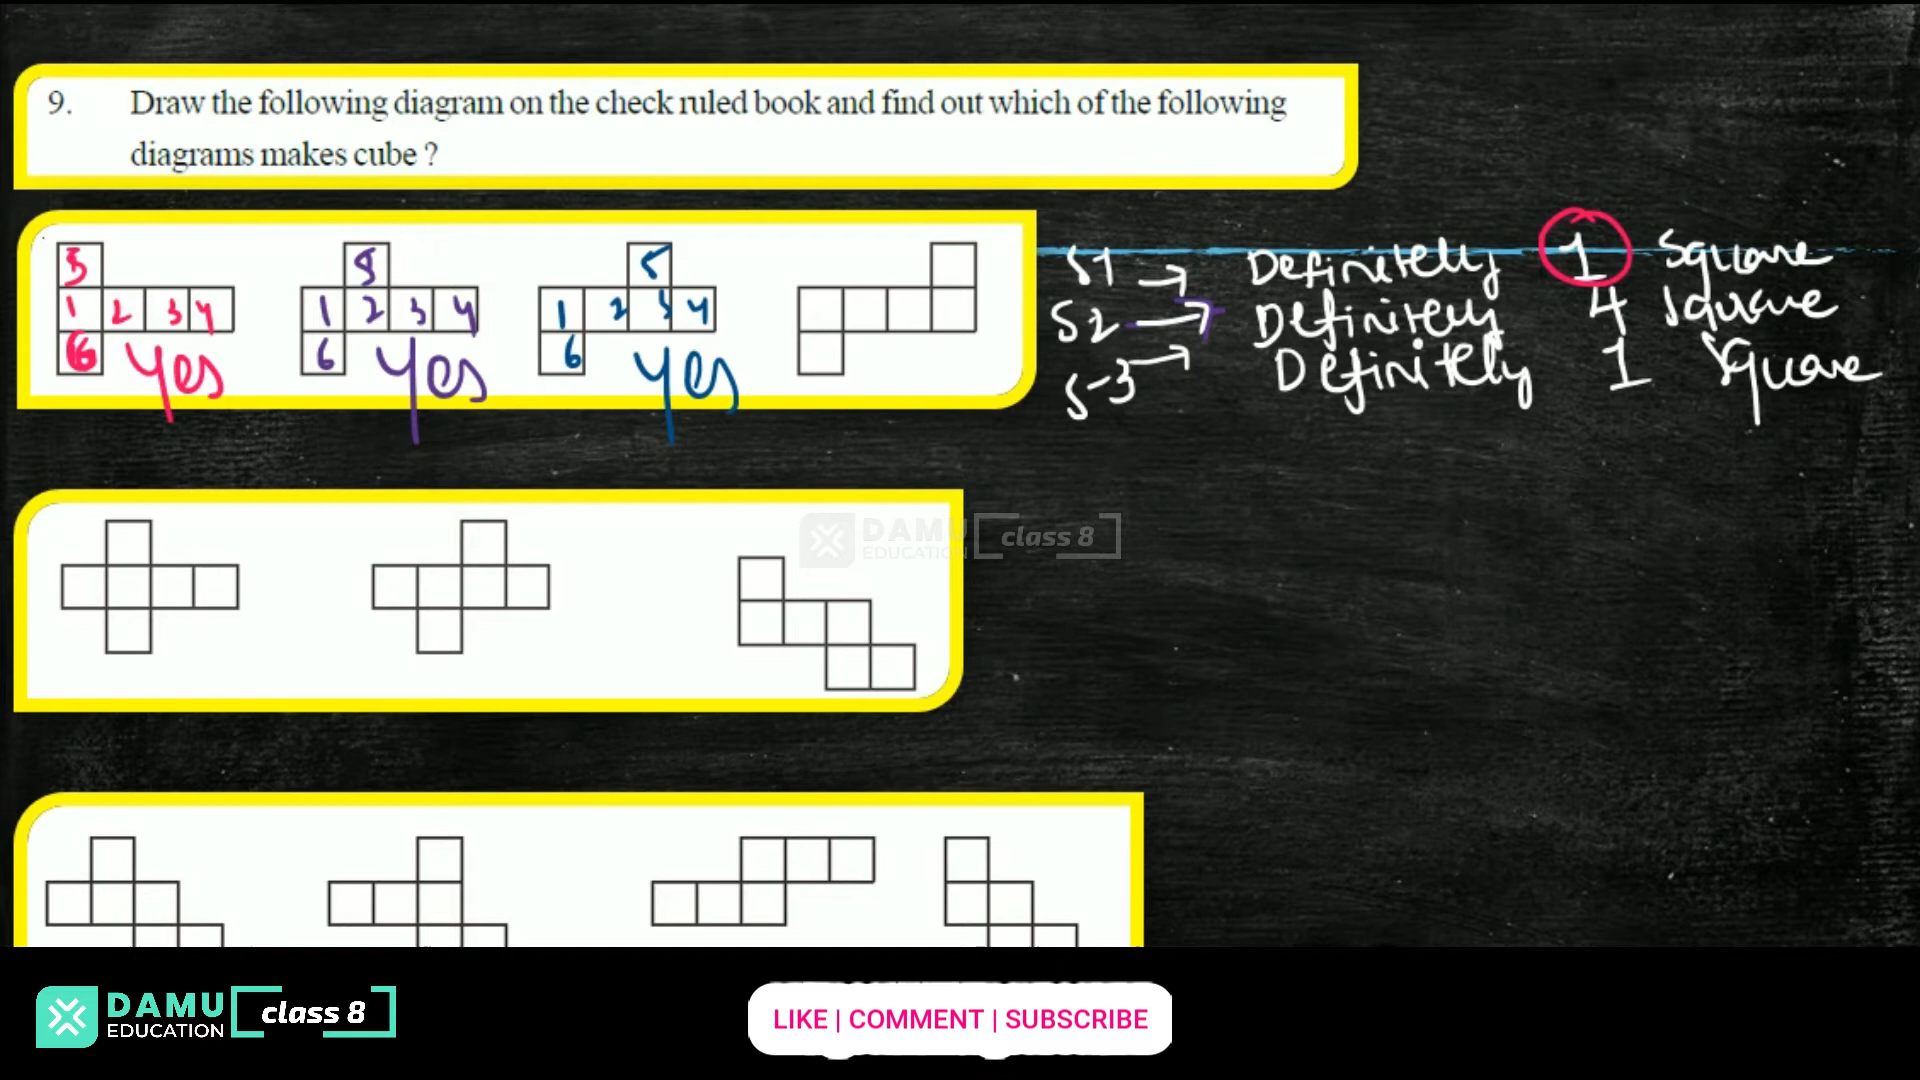 9. Draw the following diagram on the check ruled book and find out which of the following
diagrams makes cube ?
5
1 2 3 4
6 Yes
5
1 2 3 4
6 Yes
5
1 2 3 4
6 Yes
S1 → Definitelly 1 Square
S2 → Definitely 4 square
S-3 → Definitely 1 square
DAMU
EDUCATION
class 8
DAMU
EDUCATION
class 8
LIKE | COMMENT | SUBSCRIBE